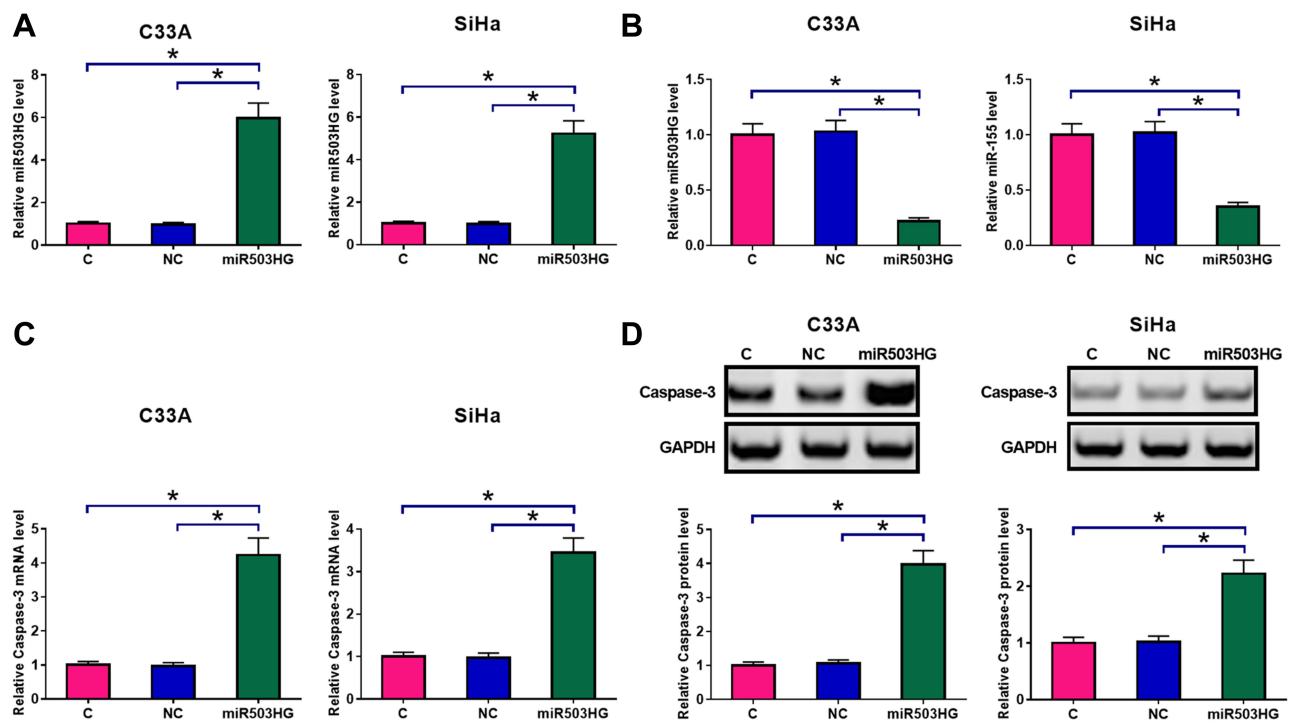 A
C33A
Relative miR503HG level
8
6
4
2
0
*
*
C NC miR503HG
SiHa
Relative miR503HG level
8
6
4
2
0
*
*
C NC miR503HG
B
C33A
Relative miR503HG level
1.5
1.0
0.5
0.0
*
*
C NC miR503HG
SiHa
Relative miR-155 level
1.5
1.0
0.5
0.0
*
*
C NC miR503HG
C
C33A
Relative Caspase-3 mRNA level
5
4
3
2
1
0
*
*
C NC miR503HG
SiHa
Relative Caspase-3 mRNA level
4
3
2
1
0
*
*
C NC miR503HG
D
C33A
C NC miR503HG
Caspase-3
GAPDH
Relative Caspase-3 protein level
5
4
3
2
1
0
*
*
C NC miR503HG
SiHa
C NC miR503HG
Caspase-3
GAPDH
Relative Caspase-3 protein level
3
2
1
0
*
*
C NC miR503HG